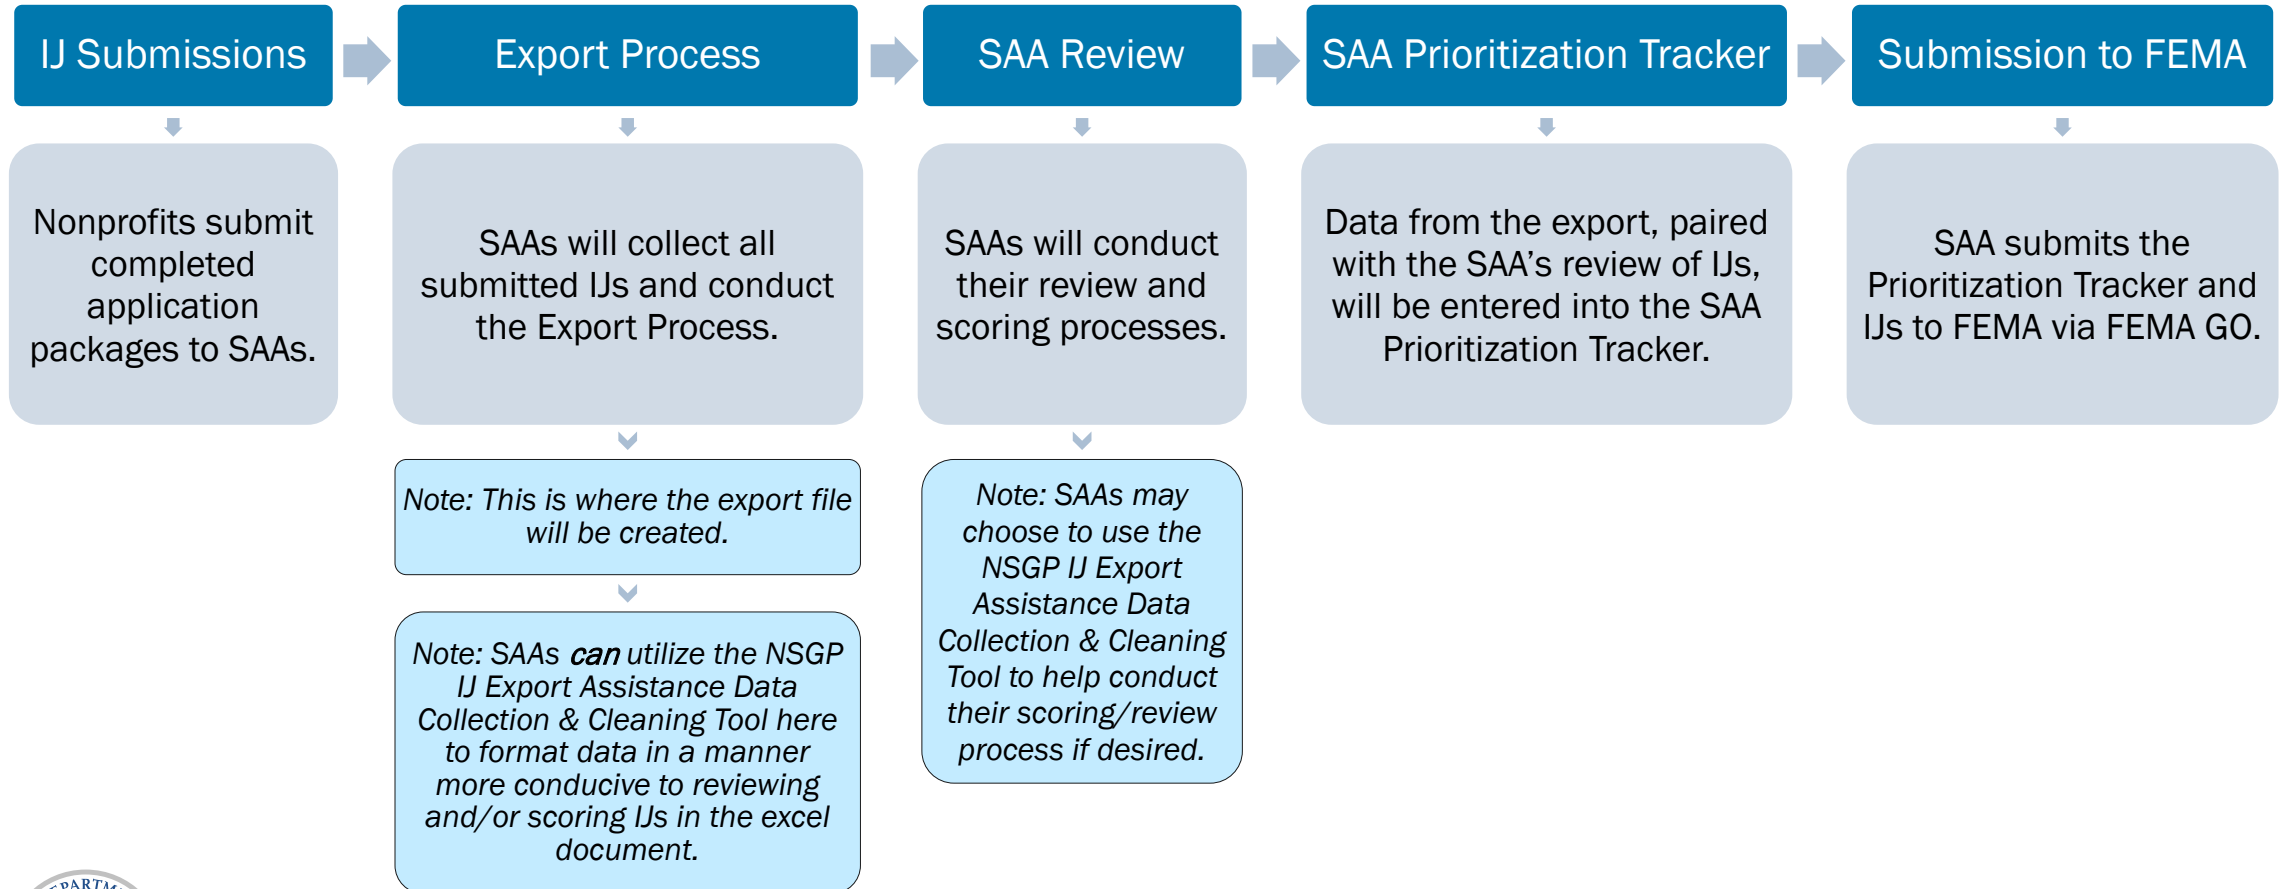 IJ Submissions
Export Process
SAA Review
SAA Prioritization Tracker
Submission to FEMA
Nonprofits submit
completed
application
packages to SAAs.
SAAs will collect all
submitted IJs and conduct
the Export Process.
SAAs will conduct
their review and
scoring processes.
Data from the export, paired
with the SAA’s review of IJs,
will be entered into the SAA
Prioritization Tracker.
SAA submits the
Prioritization Tracker and
IJs to FEMA via FEMA GO.
Note: This is where the export file
will be created.
Note: SAAs can utilize the NSGP
IJ Export Assistance Data
Collection & Cleaning Tool here
to format data in a manner
more conducive to reviewing
and/or scoring IJs in the excel
document.
Note: SAAs may
choose to use the
NSGP IJ Export
Assistance Data
Collection & Cleaning
Tool to help conduct
their scoring/review
process if desired.